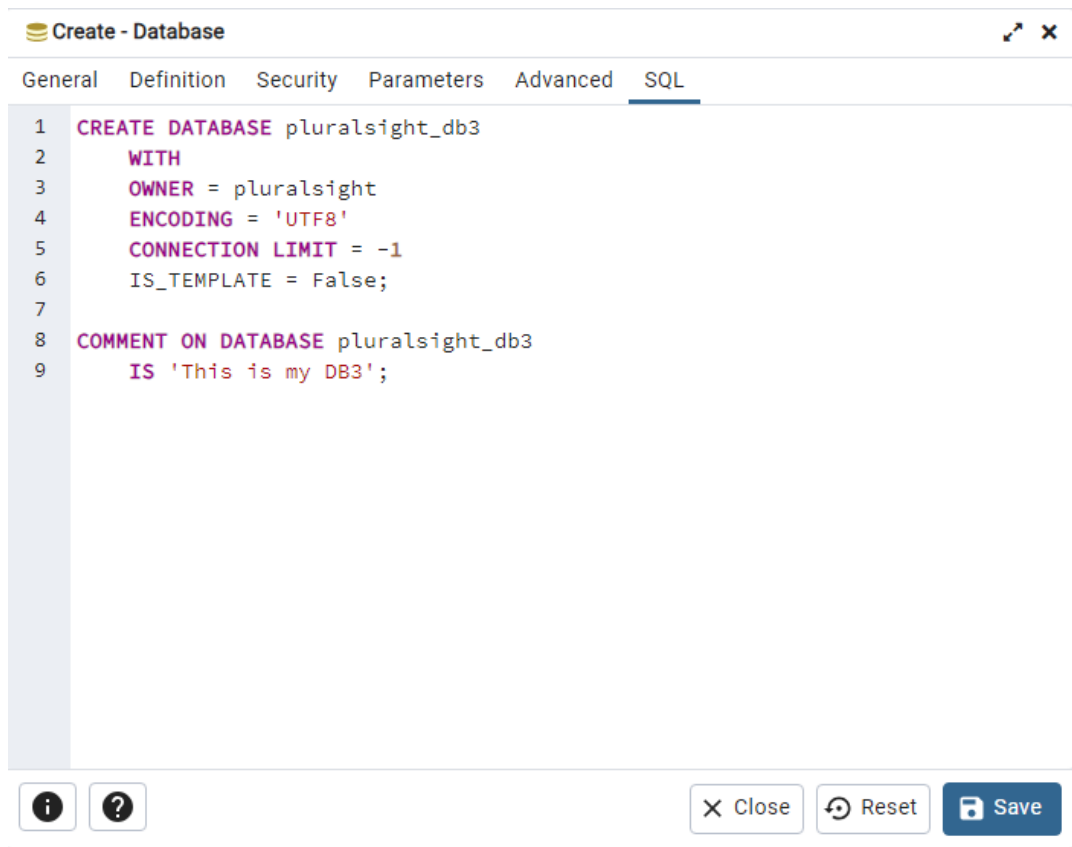 Create - Database
General Definition Security Parameters Advanced SQL
1 CREATE DATABASE pluralsight_db3
2 WITH
3 OWNER = pluralsight
4 ENCODING = 'UTF8'
5 CONNECTION LIMIT = -1
6 IS_TEMPLATE = False;
7
8 COMMENT ON DATABASE pluralsight_db3
9 IS 'This is my DB3';
Close Reset Save